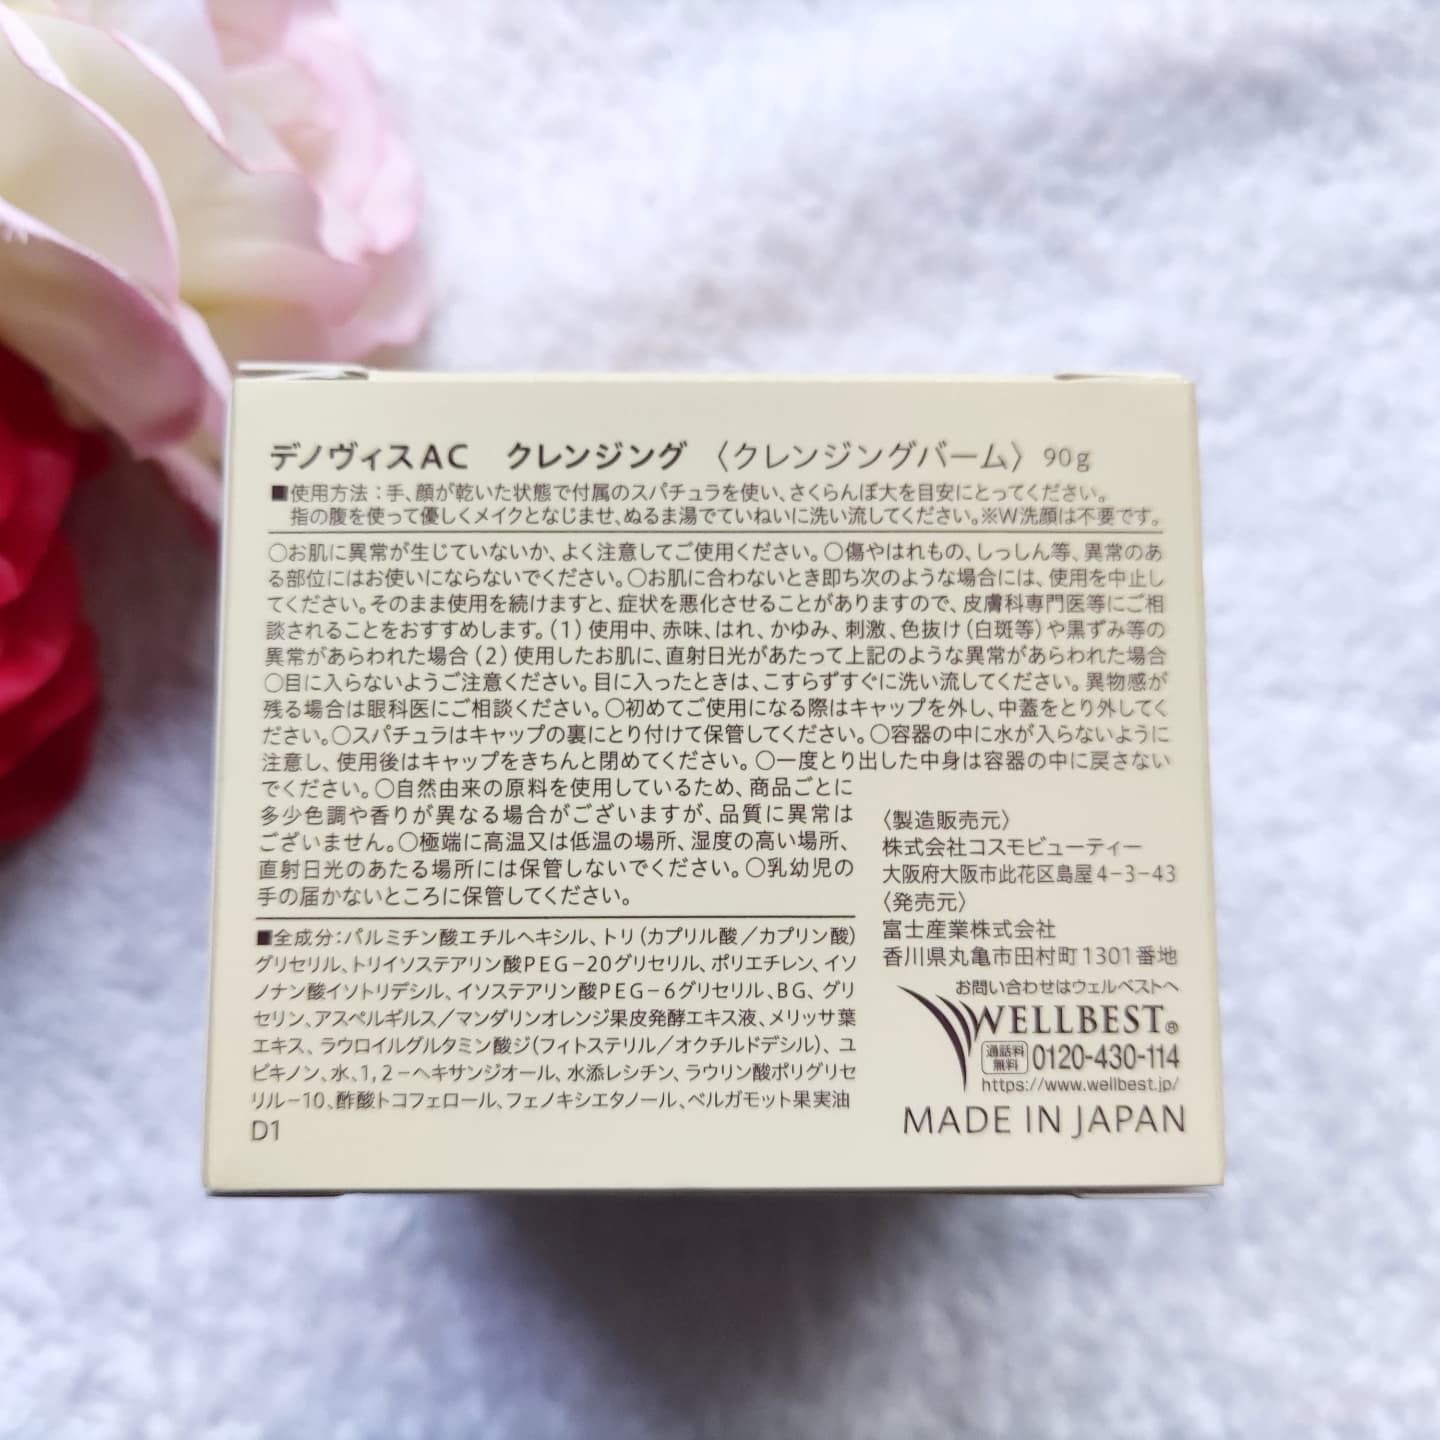 デノヴィスAC　クレンジング　〈クレンジングバーム〉90g
■使用方法：手、顔が乾いた状態で付属のスパチュラを使い、さくらんぼ大を目安にとってください。
指の腹を使って優しくメイクとなじませ、ぬるま湯でていねいに洗い流してください。※W洗顔は不要です。
○お肌に異常が生じていないか、よく注意してご使用ください。○傷やはれもの、しっしん等、異常のあ
る部位にはお使いにならないでください。○お肌に合わないとき即ち次のような場合には、使用を中止し
てください。そのまま使用を続けますと、症状を悪化させることがありますので、皮膚科専門医等にご相
談されることをおすすめします。（1）使用中、赤味、はれ、かゆみ、刺激、色抜け（白斑等）や黒ずみ等の
異常があらわれた場合（2）使用したお肌に、直射日光があたって上記のような異常があらわれた場合
○目に入らないようご注意ください。目に入ったときは、こすらずすぐに洗い流してください。異物感が
残る場合は眼科医にご相談ください。○初めてご使用になる際はキャップを外し、中蓋をとり外してく
ださい。○スパチュラはキャップの裏にとり付けて保管してください。○容器の中に水が入らないように
注意し、使用後はキャップをきちんと閉めてください。○一度とり出した中身は容器の中に戻さない
でください。○自然由来の原料を使用しているため、商品ごとに
多少色調や香りが異なる場合がございますが、品質に異常は
ございません。○極端に高温又は低温の場所、湿度の高い場所、
直射日光のあたる場所には保管しないでください。○乳幼児の
手の届かないところに保管してください。
■全成分：パルミチン酸エチルヘキシル、トリ（カプリル酸／カプリン酸）
グリセリル、トリイソステアリン酸PEG－20グリセリル、ポリエチレン、イソ
ノナン酸イソトリデシル、イソステアリン酸PEG－6グリセリル、BG、グリ
セリン、アスペルギルス／マンダリンオレンジ果皮発酵エキス液、メリッサ葉
エキス、ラウロイルグルタミン酸ジ（フィトステリル／オクチルドデシル）、ユ
ビキノン、水、1，2－ヘキサンジオール、水添レシチン、ラウリン酸ポリグリセ
リル－10、酢酸トコフェロール、フェノキシエタノール、ベルガモット果実油
D1
〈製造販売元〉
株式会社コスモビューティー
大阪府大阪市此花区島屋4－3－43
〈発売元〉
富士産業株式会社
香川県丸亀市田村町1301番地
お問い合わせはウェルベストへ
WELLBEST®
通話料無料 0120-430-114
https://www.wellbest.jp/
MADE IN JAPAN